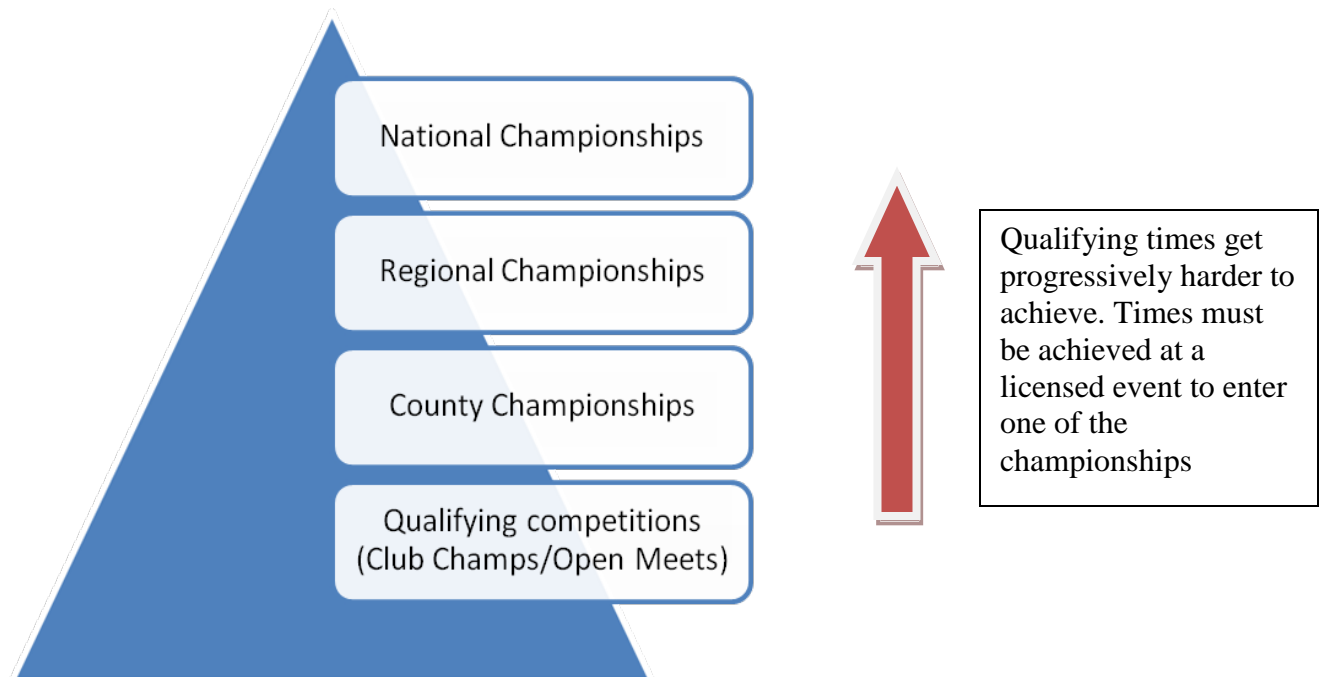 National Championships
Regional Championships
County Championships
Qualifying competitions
(Club Champs/Open Meets)
Qualifying times get
progressively harder to
achieve. Times must
be achieved at a
licensed event to enter
one of the
championships